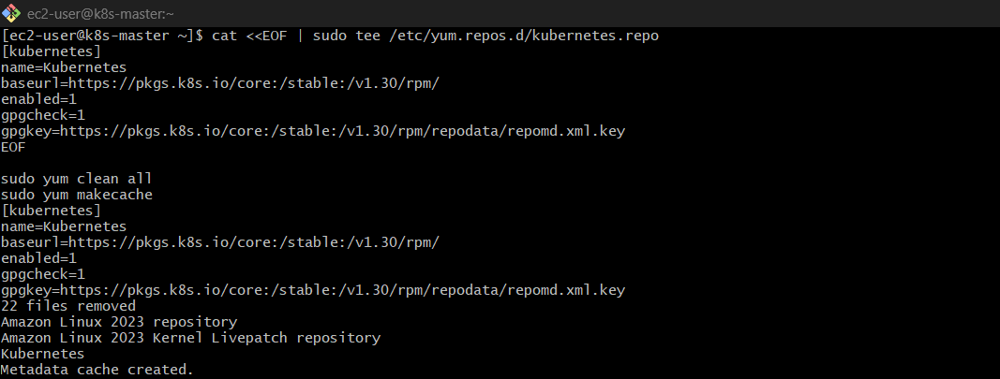 ec2-user@k8s-master:~
[ec2-user@k8s-master ~]$ cat <<EOF | sudo tee /etc/yum.repos.d/kubernetes.repo
[kubernetes]
name=Kubernetes
baseurl=https://pkgs.k8s.io/core:/stable:/v1.30/rpm/
enabled=1
gpgcheck=1
gpgkey=https://pkgs.k8s.io/core:/stable:/v1.30/rpm/repodata/repomd.xml.key
EOF

sudo yum clean all
sudo yum makecache
[kubernetes]
name=Kubernetes
baseurl=https://pkgs.k8s.io/core:/stable:/v1.30/rpm/
enabled=1
gpgcheck=1
gpgkey=https://pkgs.k8s.io/core:/stable:/v1.30/rpm/repodata/repomd.xml.key
22 files removed
Amazon Linux 2023 repository
Amazon Linux 2023 Kernel Livepatch repository
Kubernetes
Metadata cache created.